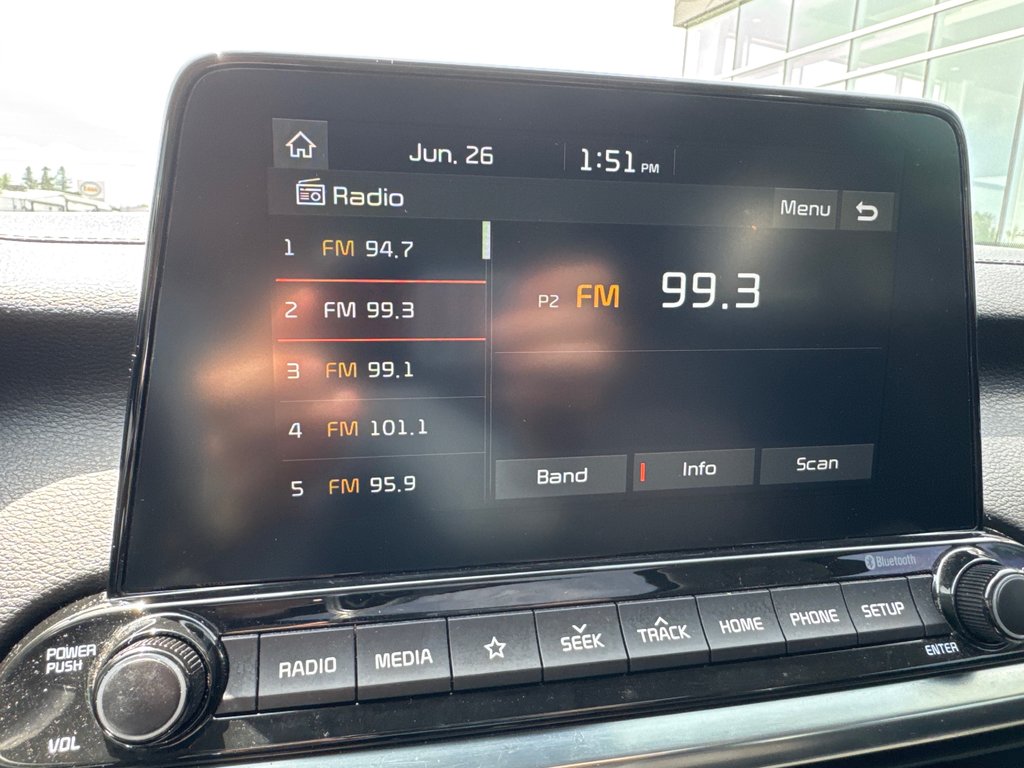 Jun. 26 1:51 PM
Radio Menu
1 FM 94.7
2 FM 99.3
3 FM 99.1
4 FM 101.1
5 FM 95.9
P2 FM 99.3
Band Info Scan
Bluetooth
POWER
PUSH
VOL
RADIO MEDIA SEEK TRACK HOME PHONE SETUP
ENTER